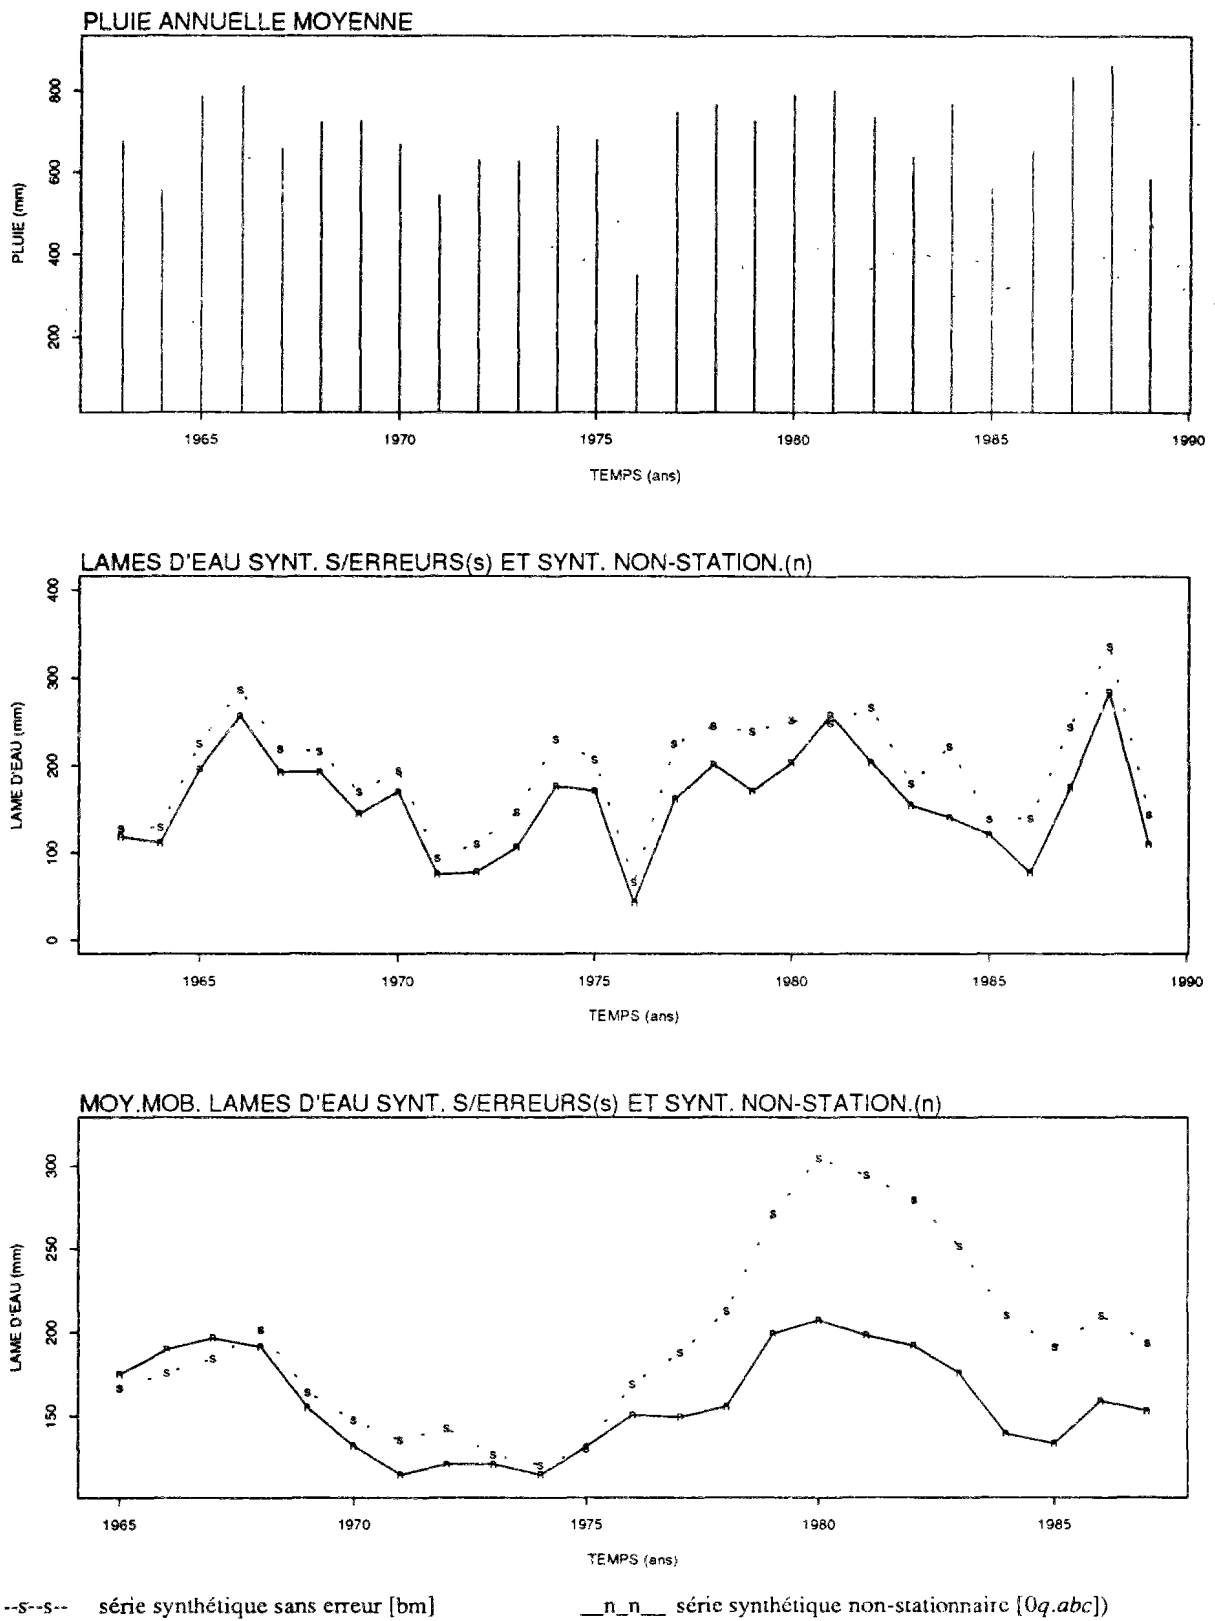 PLUIE ANNUELLE MOYENNE
PLUIE (mm)
800
600
400
200
1965 1970 1975 1980 1985 1990
TEMPS (ans)
LAMES D'EAU SYNT. S/ERREURS(s) ET SYNT. NON-STATION.(n)
LAME D'EAU (mm)
400
300
200
100
0
1965 1970 1975 1980 1985 1990
TEMPS (ans)
MOY.MOB. LAMES D'EAU SYNT. S/ERREURS(s) ET SYNT. NON-STATION.(n)
LAME D'EAU (mm)
300
250
200
150
1965 1970 1975 1980 1985
TEMPS (ans)
--s--s-- série synthétique sans erreur [bm] __n_n__ série synthétique non-stationnaire [0q.abc])